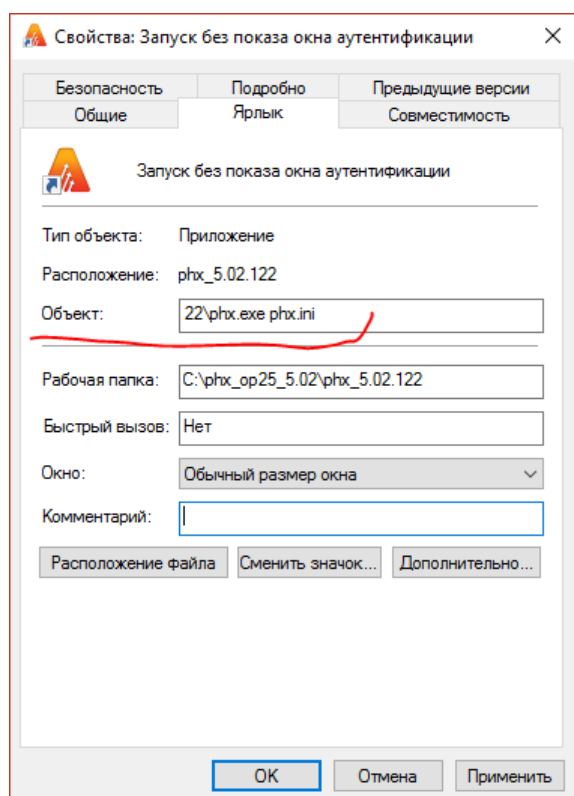 Свойства: Запуск без показа окна аутентификации
Безопасность Подробно Предыдущие версии
Общие Ярлык Совместимость
Запуск без показа окна аутентификации
Тип объекта: Приложение
Расположение: phx_5.02.122
Объект: 22\phx.exe phx.ini
Рабочая папка: C:\phx_op25_5.02\phx_5.02.122
Быстрый вызов: Нет
Окно: Обычный размер окна
Комментарий:
Расположение файла Сменить значок... Дополнительно...
OK Отмена Применить